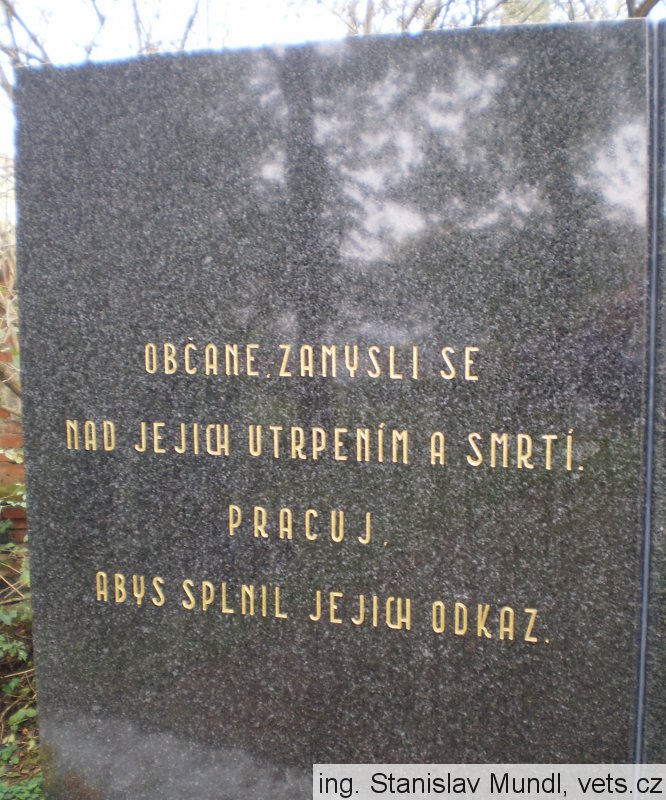 OBČANE, ZAMYSLI SE
NAD JEJICH UTRPENÍM A SMRTÍ.
PRACUJ,
ABYS SPLNIL JEJICH ODKAZ.
ing. Stanislav Mundl, vets.cz